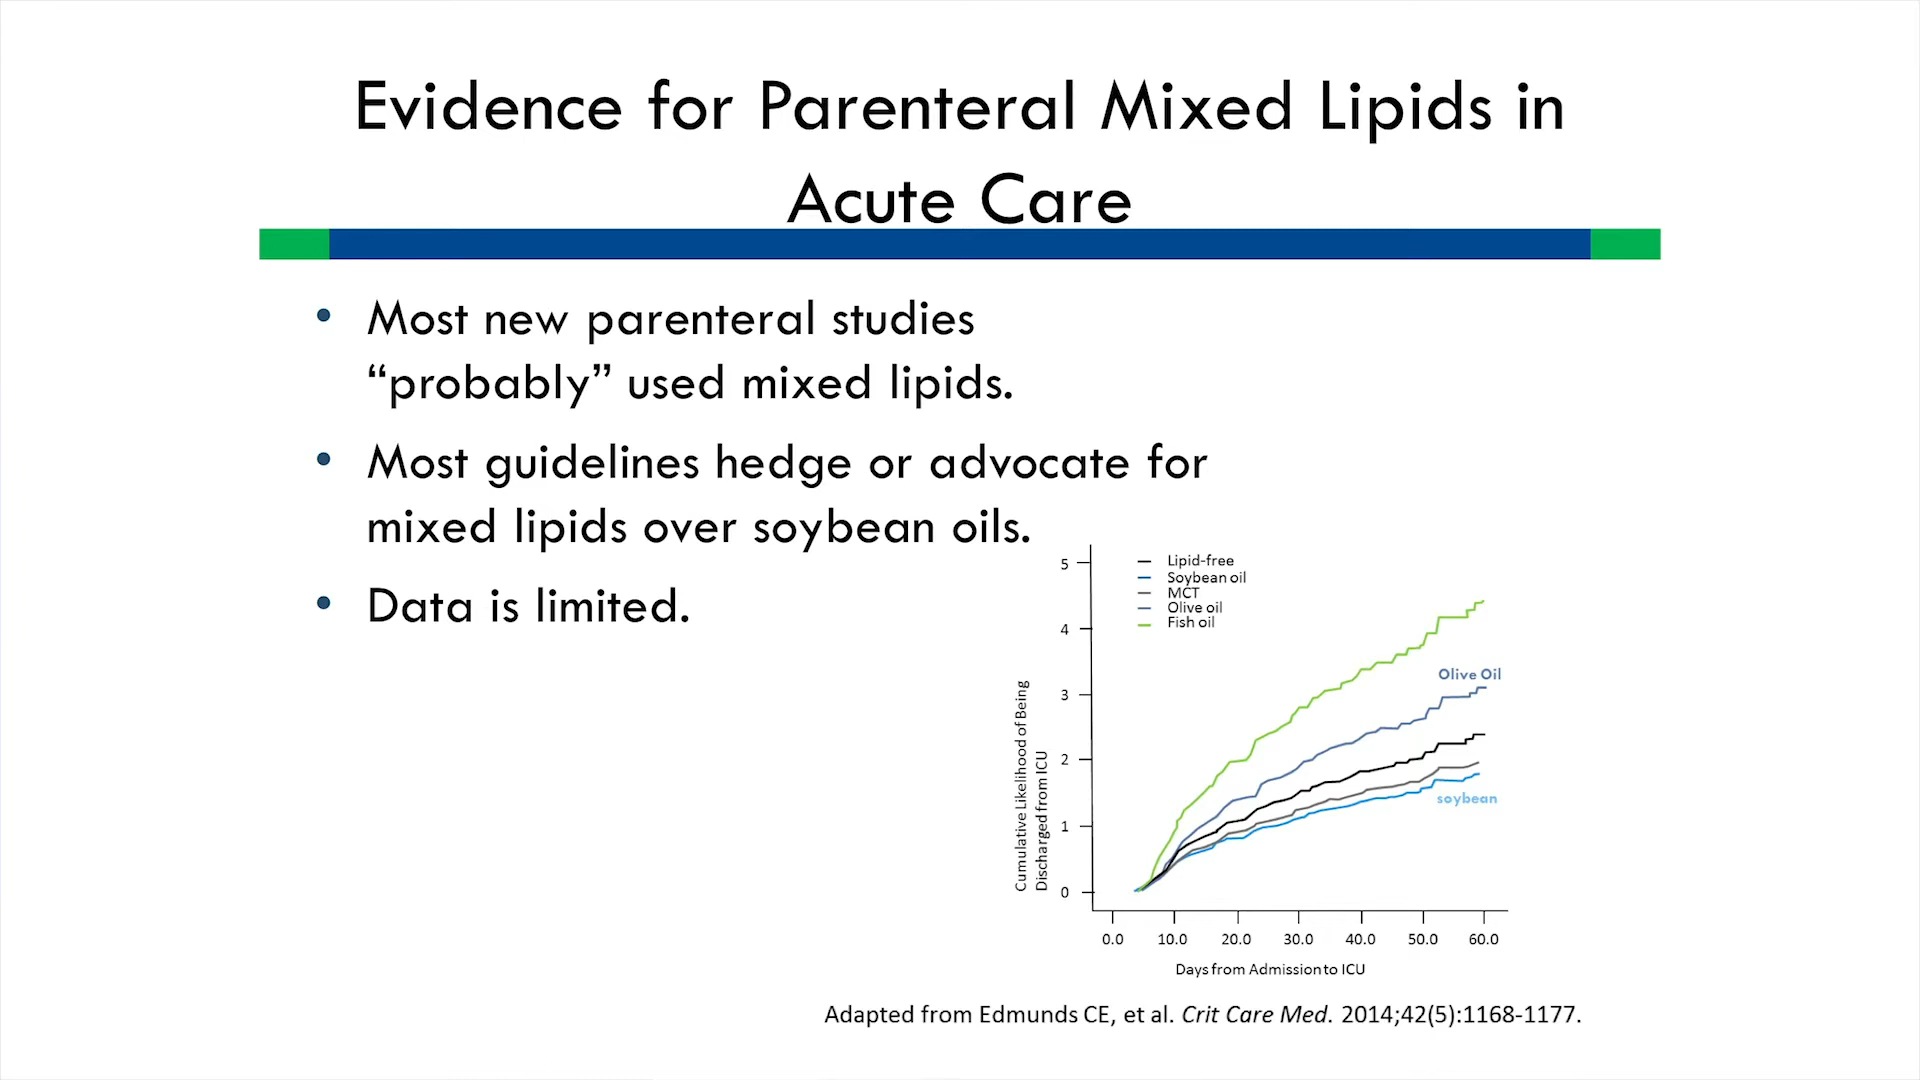 Evidence for Parenteral Mixed Lipids in
Acute Care
• Most new parenteral studies
“probably” used mixed lipids.
• Most guidelines hedge or advocate for
mixed lipids over soybean oils.
• Data is limited.
Cumulative Likelihood of Being
Discharged from ICU
5
4
3
2
1
0
Lipid-free
Soybean oil
MCT
Olive oil
Fish oil
Olive Oil
soybean
0.0 10.0 20.0 30.0 40.0 50.0 60.0
Days from Admission to ICU
Adapted from Edmunds CE, et al. Crit Care Med. 2014;42(5):1168-1177.